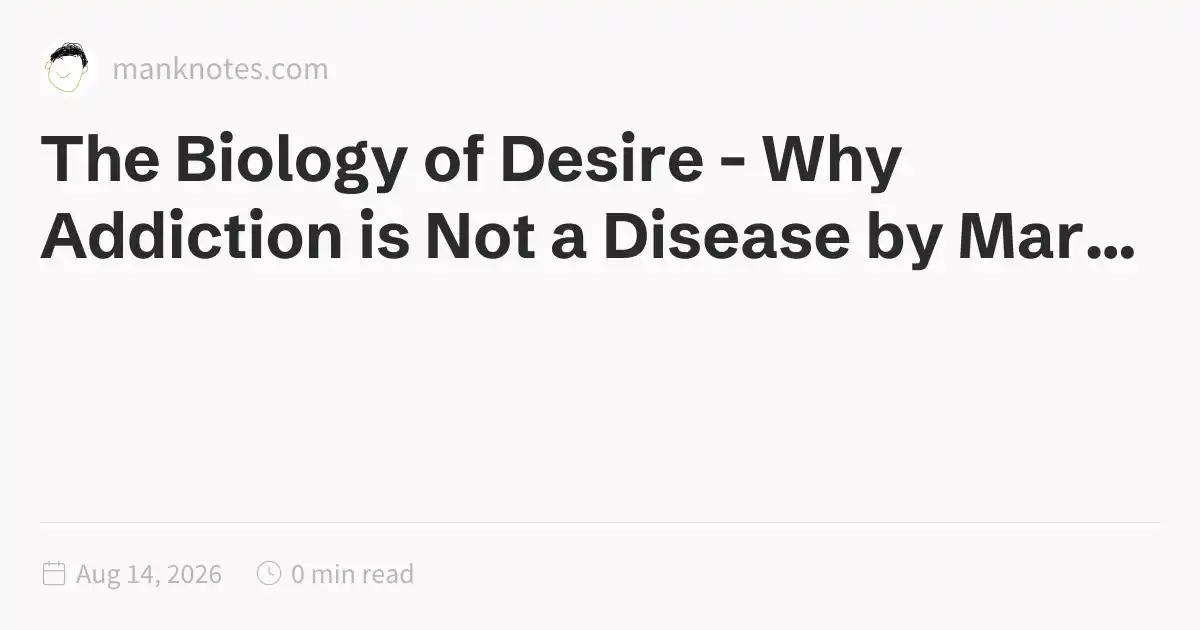 manknotes.com
The Biology of Desire - Why
Addiction is Not a Disease by Mar...
Aug 14, 2026 0 min read